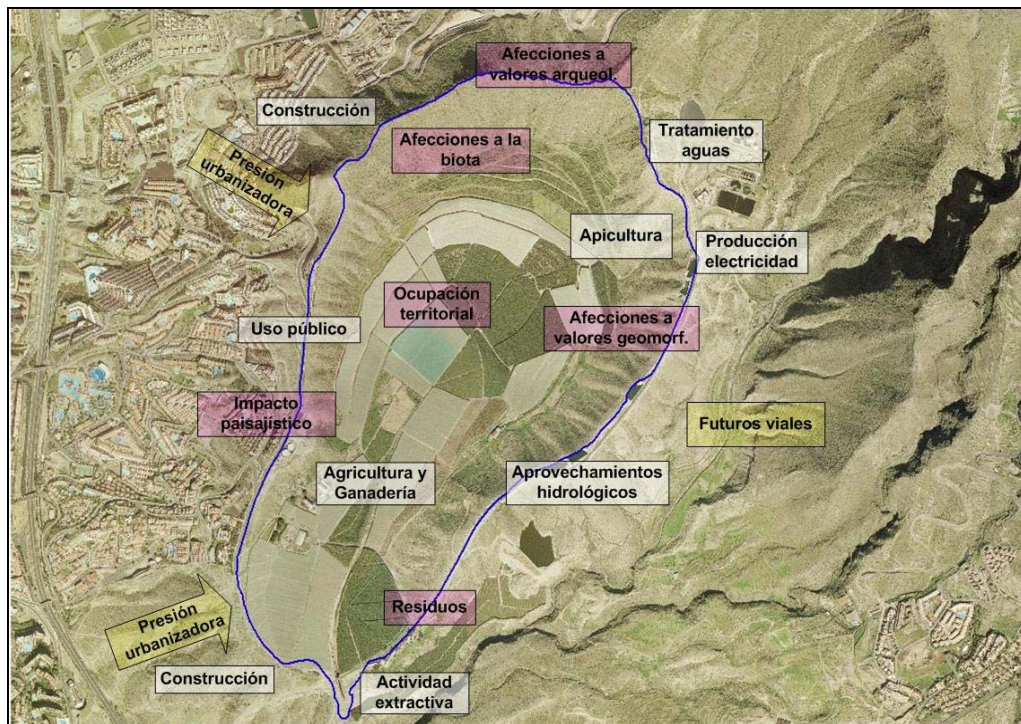 Afecciones a
valores arqueol.
Construcción
Tratamiento
aguas
Afecciones a la
biota
Presión
urbanizadora
Apicultura
Producción
electricidad
Ocupación
territorial
Uso público
Afecciones a
valores geomorf.
Impacto
paisajístico
Futuros viales
Agricultura y
Ganadería
Aprovechamientos
hidrológicos
Residuos
Presión
urbanizadora
Construcción
Actividad
extractiva